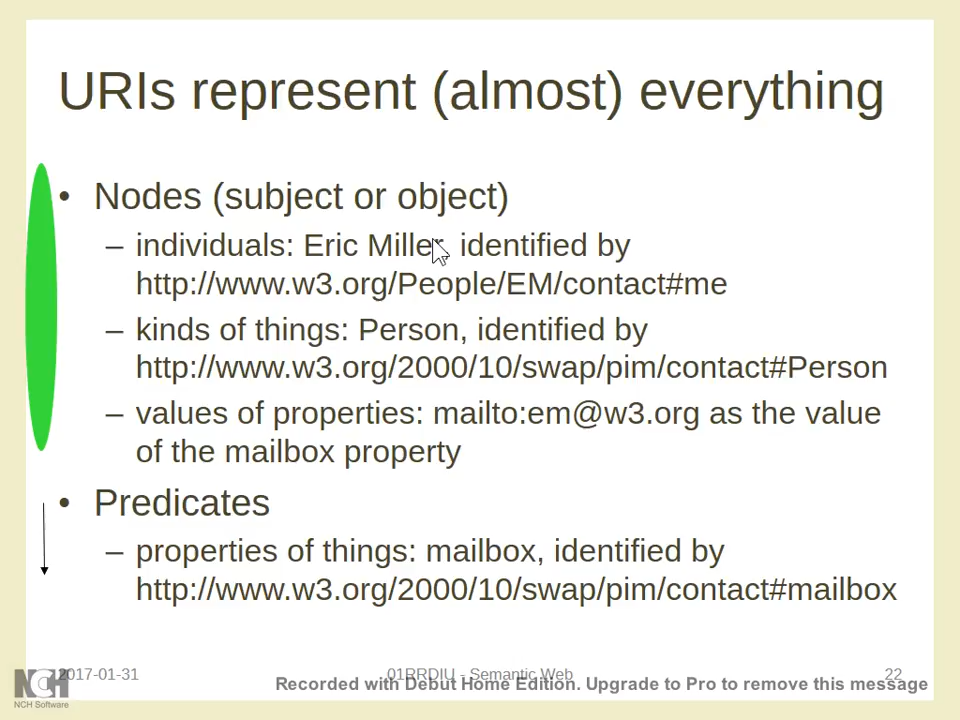 URIs represent (almost) everything
• Nodes (subject or object)
– individuals: Eric Miller, identified by
http://www.w3.org/People/EM/contact#me
– kinds of things: Person, identified by
http://www.w3.org/2000/10/swap/pim/contact#Person
– values of properties: mailto:em@w3.org as the value
of the mailbox property
• Predicates
– properties of things: mailbox, identified by
http://www.w3.org/2000/10/swap/pim/contact#mailbox
2017-01-31
01RRDIU - Semantic Web
22
NCH
NCH Software
Recorded with Debut Home Edition. Upgrade to Pro to remove this message